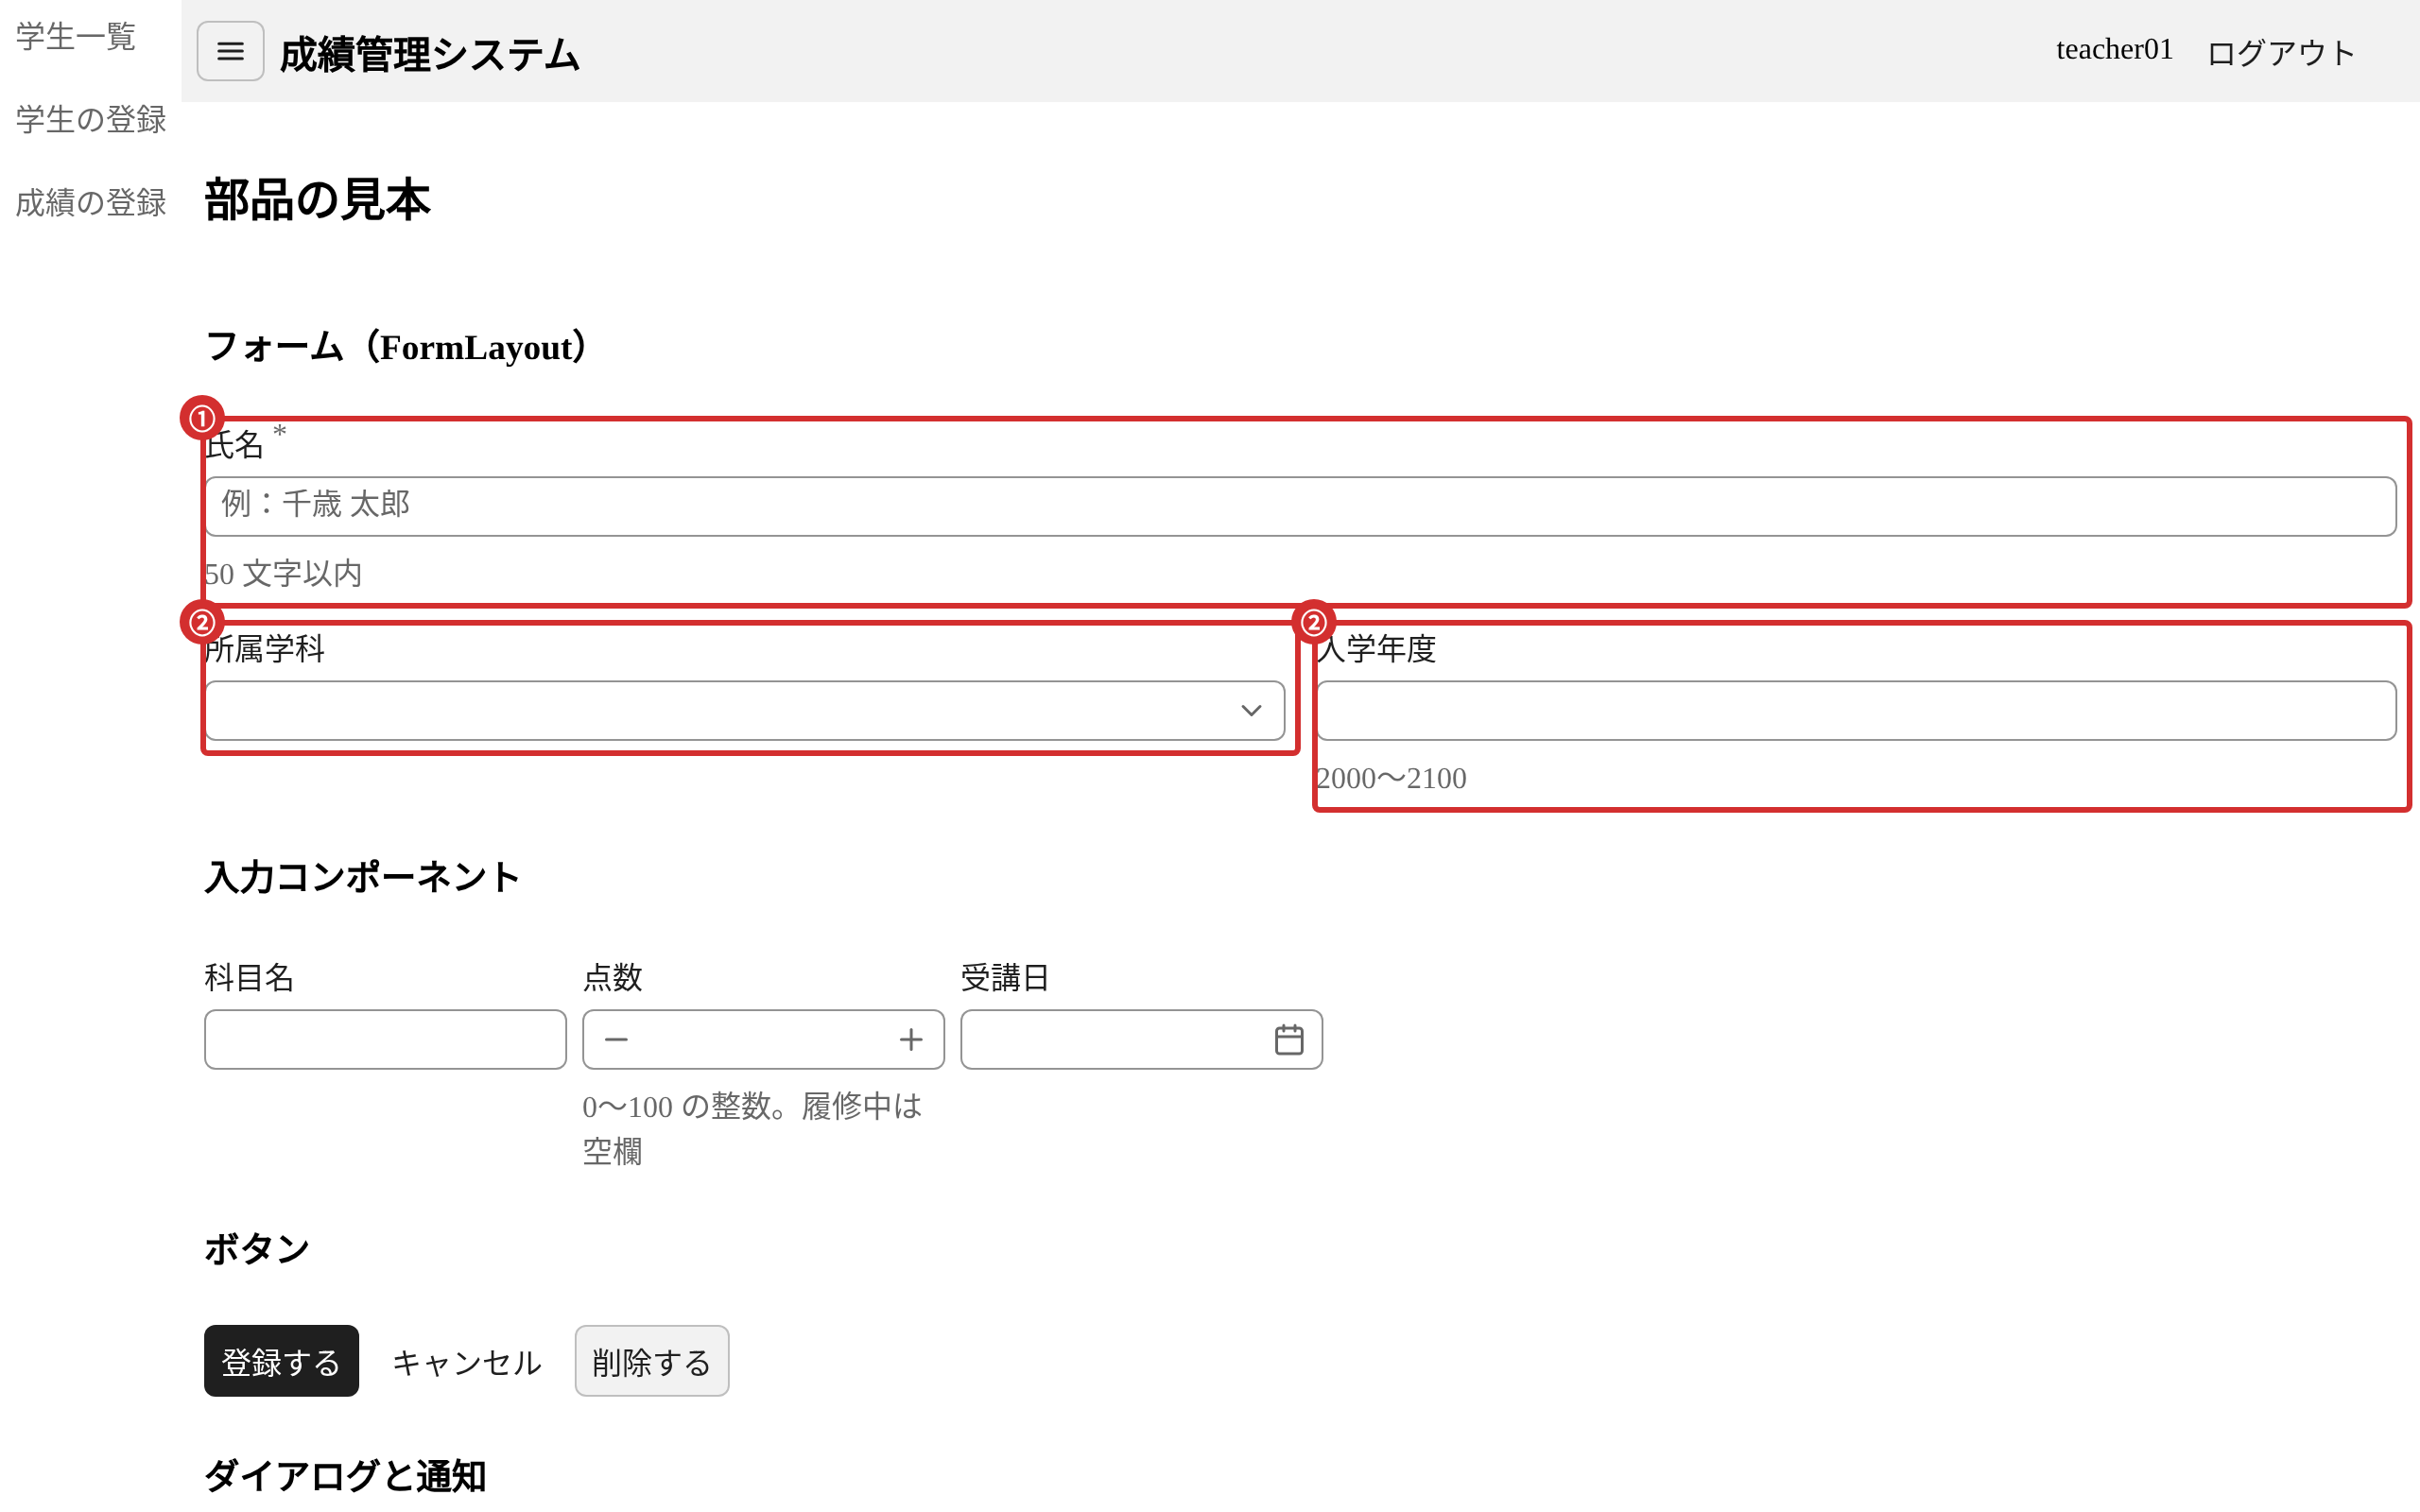 学生一覧
学生の登録
成績の登録
成績管理システム
teacher01 ログアウト
部品の見本
フォーム（FormLayout）
①
氏名 *
例：千歳 太郎
50 文字以内
② ②
所属学科 入学年度
2000〜2100
入力コンポーネント
科目名 点数 受講日
0〜100 の整数。履修中は
空欄
ボタン
登録する キャンセル 削除する
ダイアログと通知